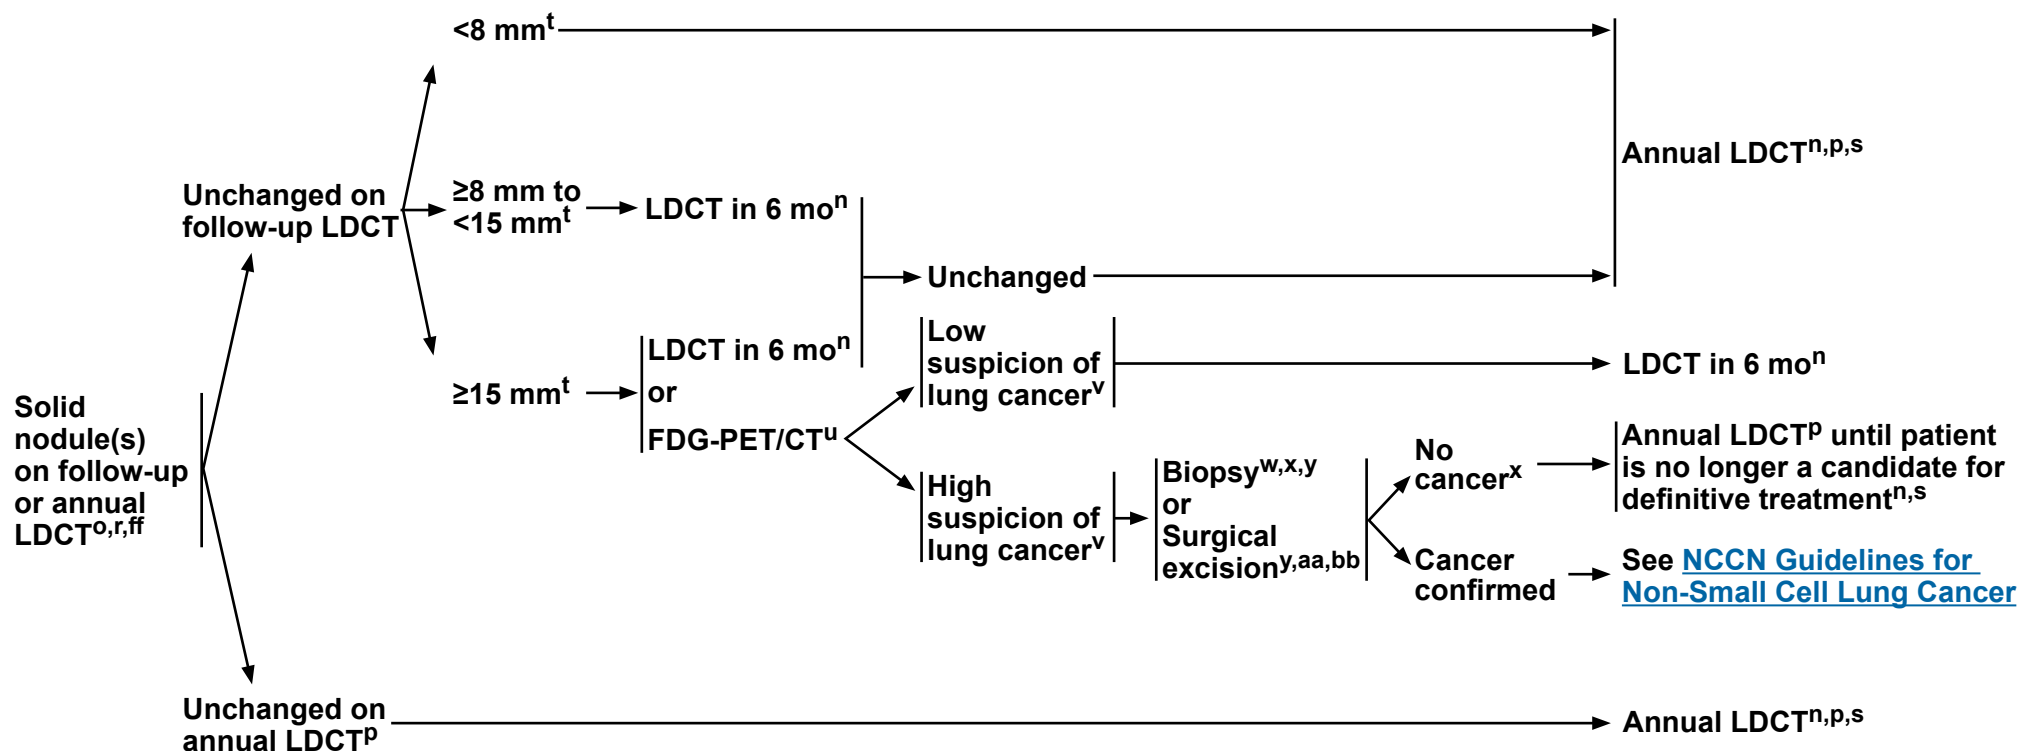 <8 mmt
Unchanged on
follow-up LDCT
≥8 mm to
<15 mmt
LDCT in 6 mon
Unchanged
Annual LDCTn,p,s
Solid
nodule(s)
on follow-up
or annual
LDCTo,r,ff
≥15 mmt
LDCT in 6 mon
or
FDG-PET/CTu
Low
suspicion of
lung cancerv
LDCT in 6 mon
High
suspicion of
lung cancerv
Biopsyw,x,y
or
Surgical
excisiony,aa,bb
No
cancerx
Annual LDCTp until patient
is no longer a candidate for
definitive treatmentn,s
Cancer
confirmed
See NCCN Guidelines for
Non-Small Cell Lung Cancer
Unchanged on
annual LDCTp
Annual LDCTn,p,s